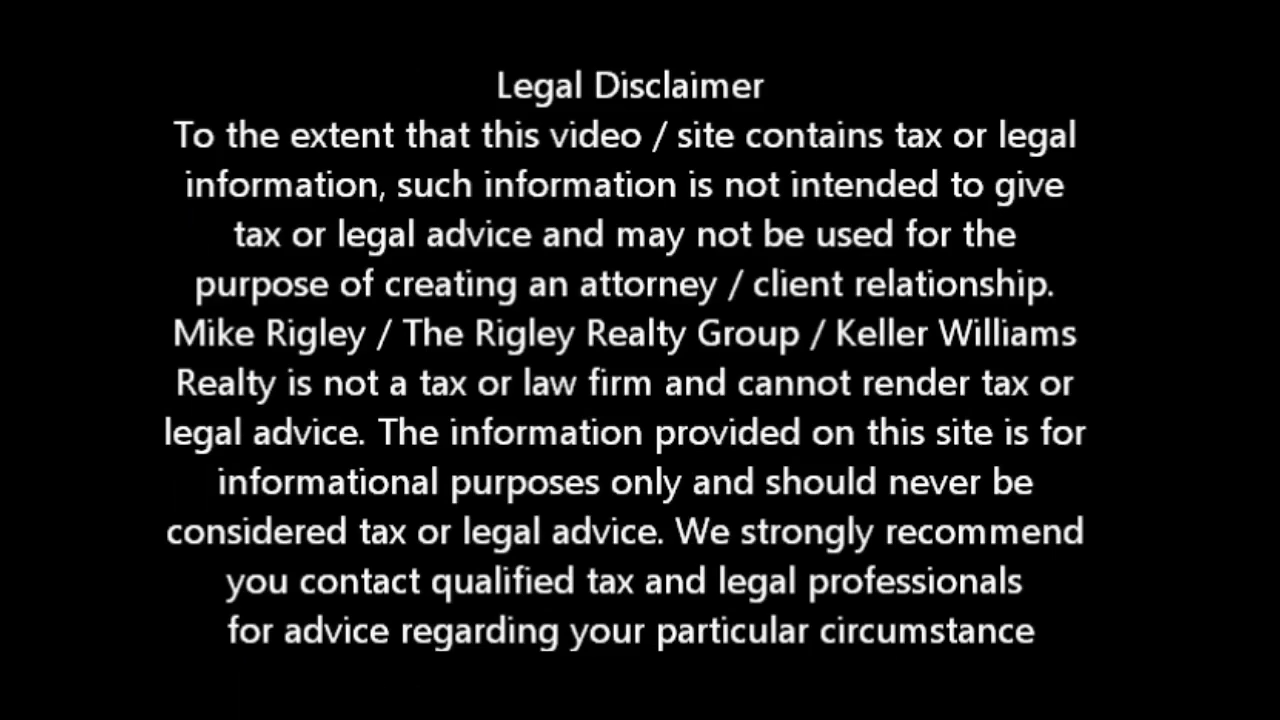 Legal Disclaimer
To the extent that this video / site contains tax or legal
information, such information is not intended to give
tax or legal advice and may not be used for the
purpose of creating an attorney / client relationship.
Mike Rigley / The Rigley Realty Group / Keller Williams
Realty is not a tax or law firm and cannot render tax or
legal advice. The information provided on this site is for
informational purposes only and should never be
considered tax or legal advice. We strongly recommend
you contact qualified tax and legal professionals
for advice regarding your particular circumstance